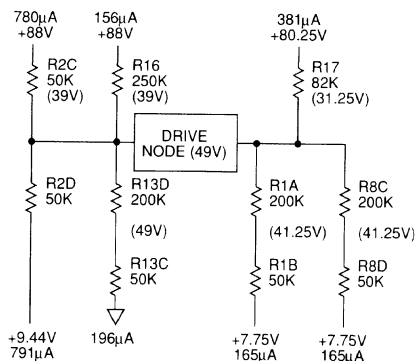 780µA
+88V
156µA
+88V
381µA
+80.25V
R2C
50K
(39V)
R16
250K
(39V)
R17
82K
(31.25V)
DRIVE
NODE (49V)
R2D
50K
R13D
200K
(49V)
R13C
50K
R1A
200K
(41.25V)
R1B
50K
R8C
200K
(41.25V)
R8D
50K
+9.44V
791µA
196µA
+7.75V
165µA
+7.75V
165µA